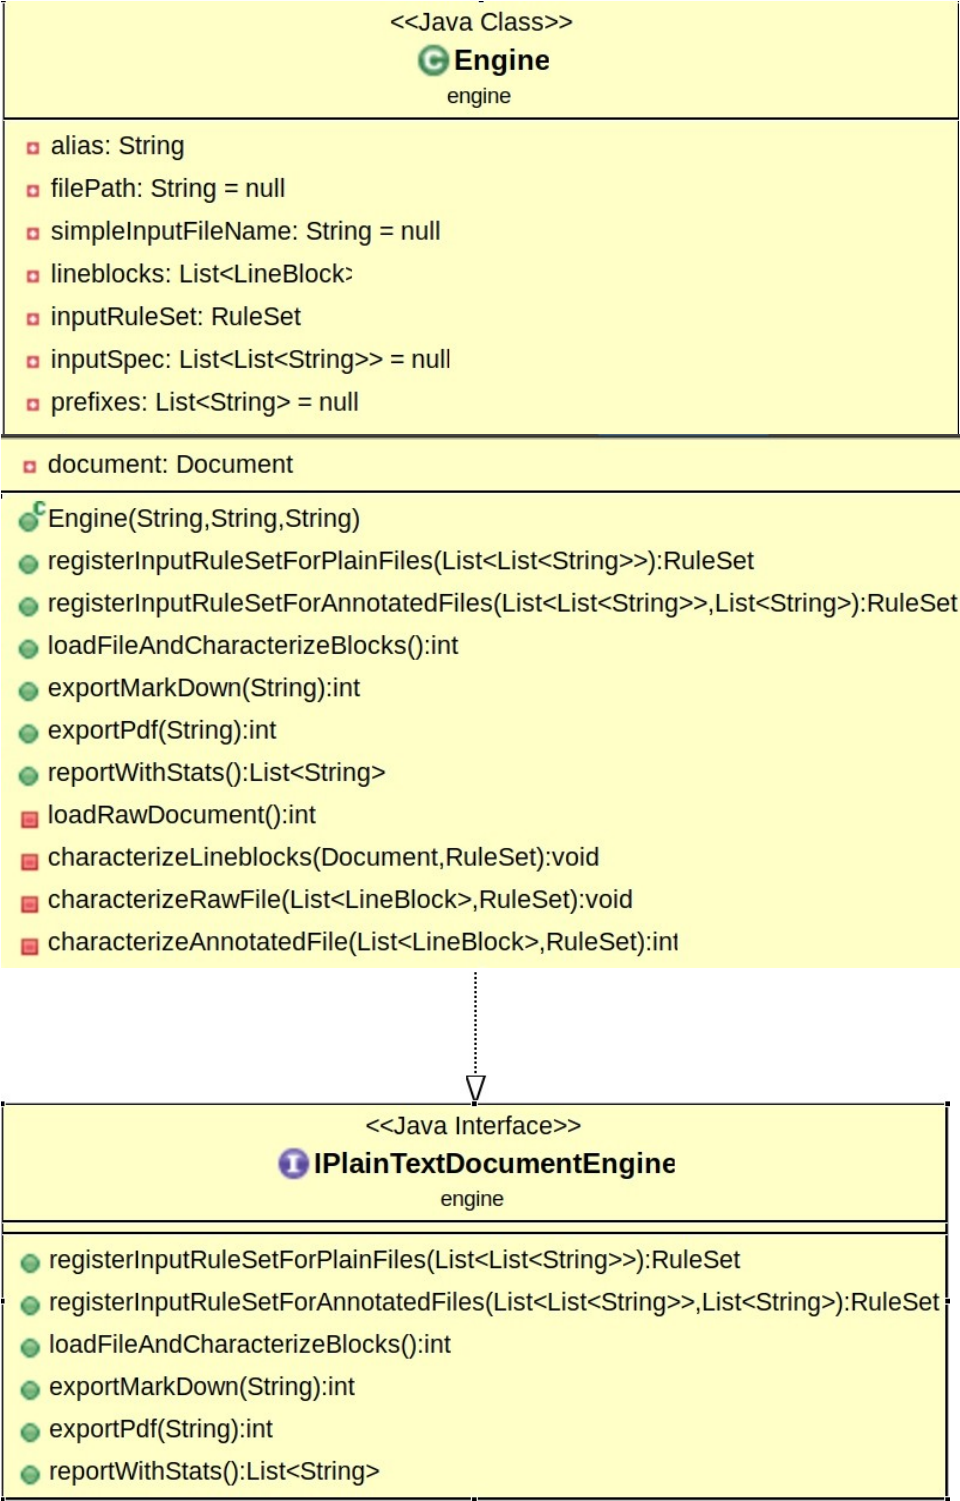 <<Java Class>>
Engine
engine
alias: String
filePath: String = null
simpleInputFileName: String = null
lineblocks: List<LineBlock>
inputRuleSet: RuleSet
inputSpec: List<List<String>> = null
prefixes: List<String> = null
document: Document
Engine(String,String,String)
registerInputRuleSetForPlainFiles(List<List<String>>):RuleSet
registerInputRuleSetForAnnotatedFiles(List<List<String>>,List<String>):RuleSet
loadFileAndCharacterizeBlocks():int
exportMarkDown(String):int
exportPdf(String):int
reportWithStats():List<String>
loadRawDocument():int
characterizeLineblocks(Document,RuleSet):void
characterizeRawFile(List<LineBlock>,RuleSet):void
characterizeAnnotatedFile(List<LineBlock>,RuleSet):int
<<Java Interface>>
IPlainTextDocumentEngine
engine
registerInputRuleSetForPlainFiles(List<List<String>>):RuleSet
registerInputRuleSetForAnnotatedFiles(List<List<String>>,List<String>):RuleSet
loadFileAndCharacterizeBlocks():int
exportMarkDown(String):int
exportPdf(String):int
reportWithStats():List<String>